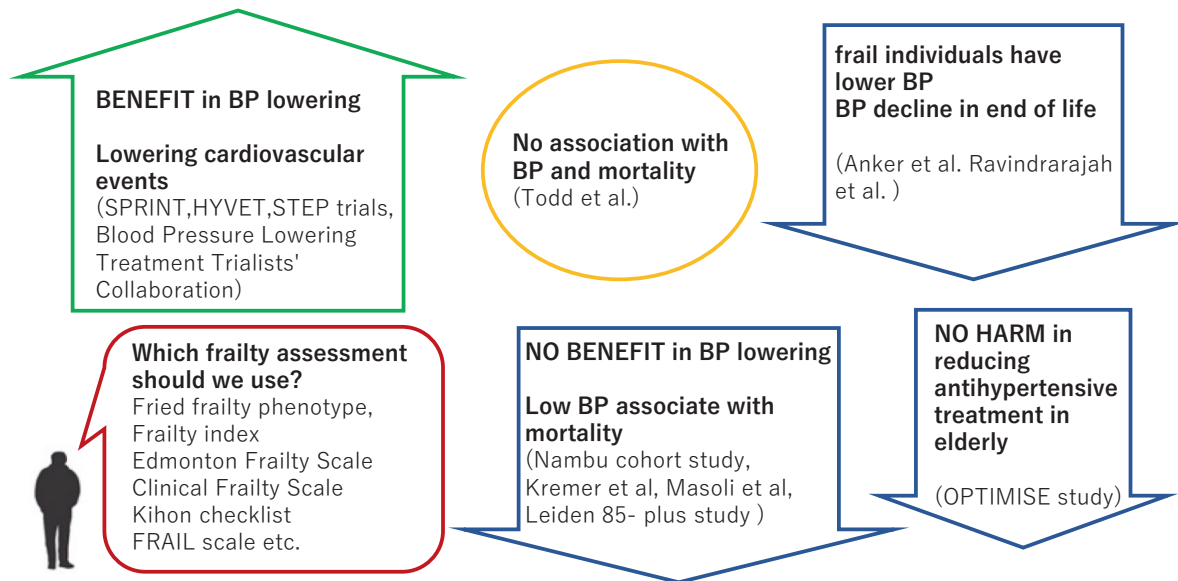 BENEFIT in BP lowering
Lowering cardiovascular
events
(SPRINT,HYVET,STEP trials,
Blood Pressure Lowering
Treatment Trialists'
Collaboration)
No association with
BP and mortality
(Todd et al.)
frail individuals have
lower BP
BP decline in end of life
(Anker et al. Ravindrarajah
et al. )
Which frailty assessment
should we use?
Fried frailty phenotype,
Frailty index
Edmonton Frailty Scale
Clinical Frailty Scale
Kihon checklist
FRAIL scale etc.
NO BENEFIT in BP lowering
Low BP associate with
mortality
(Nambu cohort study,
Kremer et al, Masoli et al,
Leiden 85- plus study )
NO HARM in
reducing
antihypertensive
treatment in
elderly
(OPTIMISE study)